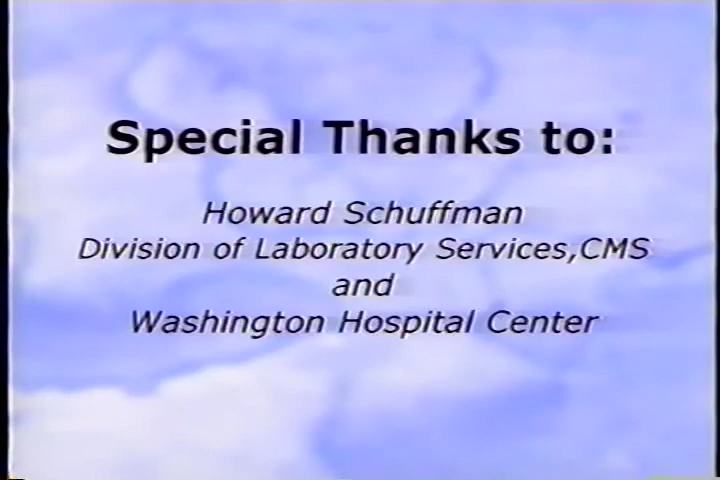 Special Thanks to:
Howard Schuffman
Division of Laboratory Services,CMS
and
Washington Hospital Center